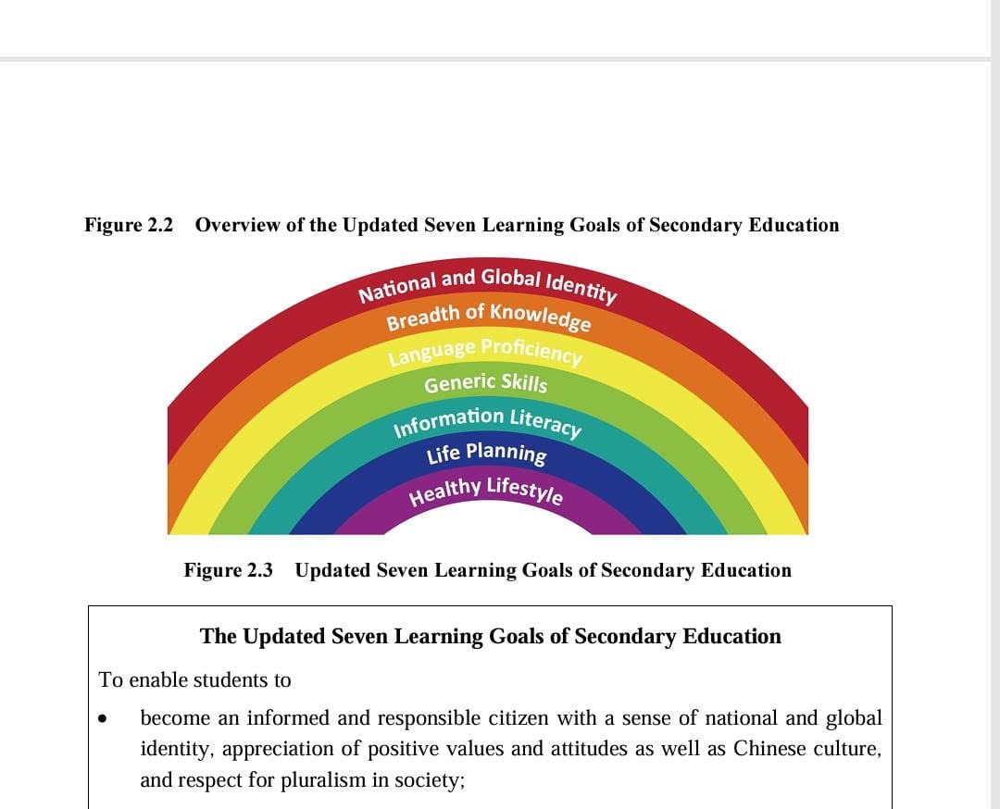 Figure 2.2 Overview of the Updated Seven Learning Goals of Secondary Education
National and Global Identity
Breadth of Knowledge
Language Proficiency
Generic Skills
Information Literacy
Life Planning
Healthy Lifestyle
Figure 2.3 Updated Seven Learning Goals of Secondary Education
The Updated Seven Learning Goals of Secondary Education
To enable students to
• become an informed and responsible citizen with a sense of national and global
identity, appreciation of positive values and attitudes as well as Chinese culture,
and respect for pluralism in society;